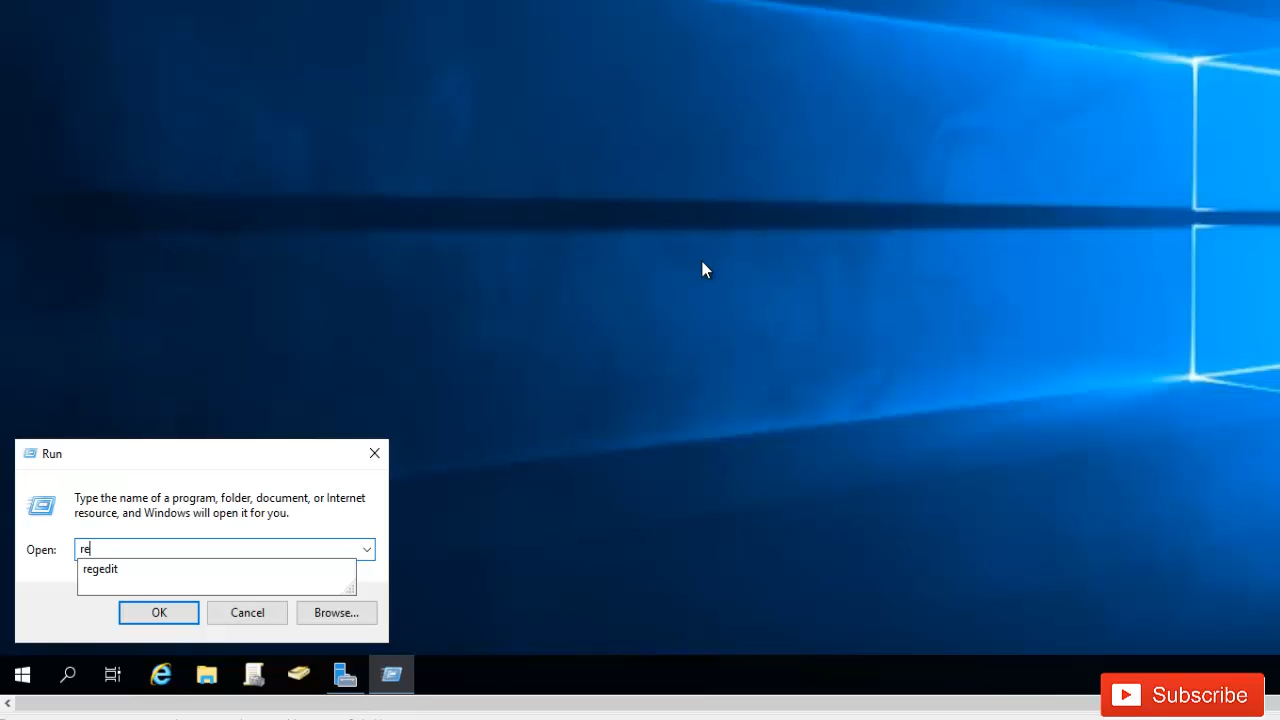 Run
Type the name of a program, folder, document, or Internet
resource, and Windows will open it for you.
Open:
re
regedit
OK
Cancel
Browse...
Subscribe